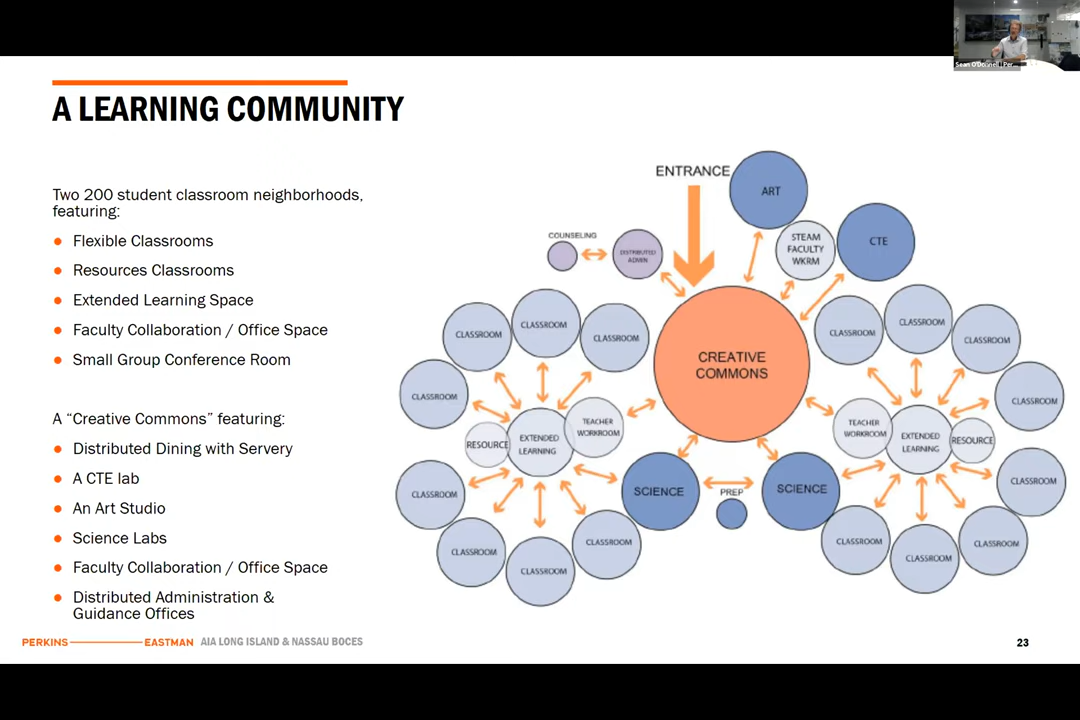 Sean O'Donnell | Per...
A LEARNING COMMUNITY
Two 200 student classroom neighborhoods,
featuring:
Flexible Classrooms
Resources Classrooms
Extended Learning Space
Faculty Collaboration / Office Space
Small Group Conference Room
A “Creative Commons” featuring:
Distributed Dining with Servery
A CTE lab
An Art Studio
Science Labs
Faculty Collaboration / Office Space
Distributed Administration &
Guidance Offices
ENTRANCE
ART
COUNSELING
DISTRIBUTED
ADMIN
STEAM
FACULTY
WKRM
CTE
CREATIVE
COMMONS
CLASSROOM
CLASSROOM
CLASSROOM
CLASSROOM
RESOURCE
EXTENDED
LEARNING
TEACHER
WORKROOM
CLASSROOM
CLASSROOM
CLASSROOM
CLASSROOM
SCIENCE
PREP
SCIENCE
CLASSROOM
CLASSROOM
CLASSROOM
CLASSROOM
TEACHER
WORKROOM
EXTENDED
LEARNING
RESOURCE
CLASSROOM
CLASSROOM
CLASSROOM
CLASSROOM
PERKINS EASTMAN AIA LONG ISLAND & NASSAU BOCES
23